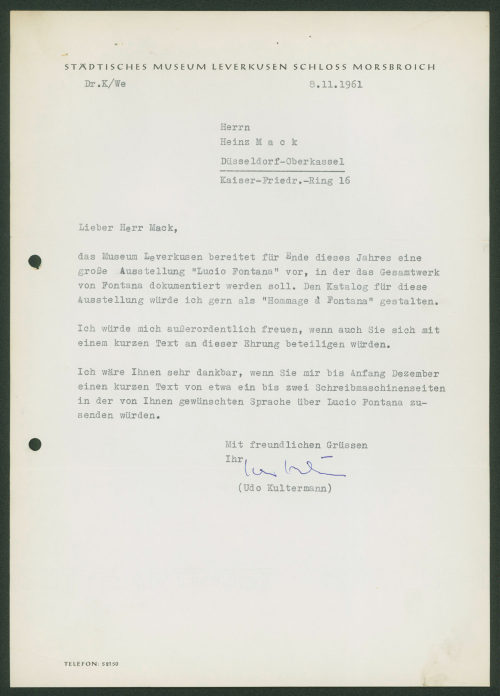 STÄDTISCHES MUSEUM LEVERKUSEN SCHLOSS MORSBROICH
Dr.K/We 8.11.1961
Herrn
Heinz M a c k
Düsseldorf-Oberkassel
Kaiser-Friedr.-Ring 16
Lieber Herr Mack,
das Museum Leverkusen bereitet für Ende dieses Jahres eine
große Ausstellung "Lucio Fontana" vor, in der das Gesamtwerk
von Fontana dokumentiert werden soll. Den Katalog für diese
Ausstellung würde ich gern als "Hommage á Fontana" gestalten.
Ich würde mich außerordentlich freuen, wenn auch Sie sich mit
einem kurzen Text an dieser Ehrung beteiligen würden.
Ich wäre Ihnen sehr dankbar, wenn Sie mir bis Anfang Dezember
einen kurzen Text von etwa ein bis zwei Schreibmaschinenseiten
in der von Ihnen gewünschten Sprache über Lucio Fontana zu-
senden würden.
Mit freundlichen Grüssen
Ihr
(Udo Kultermann)
TELEFON: 52150